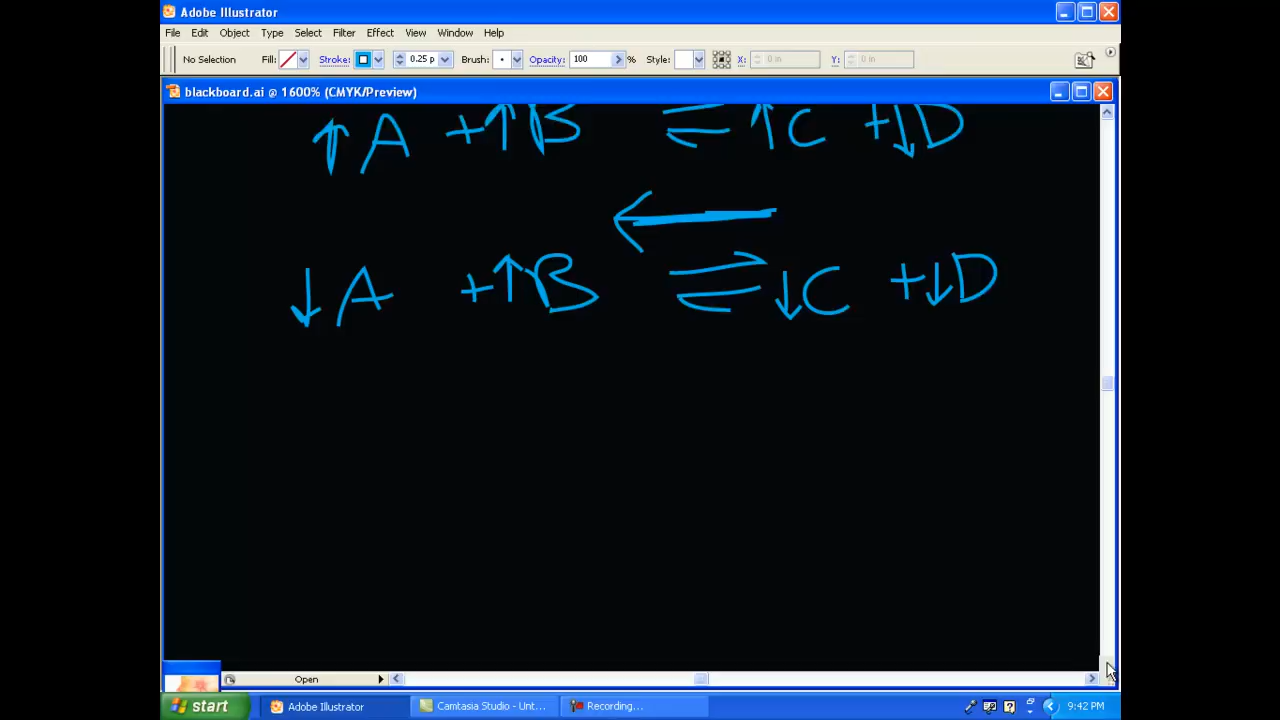 Adobe Illustrator
File Edit Object Type Select Filter Effect View Window Help
No Selection Fill: Stroke: 0.25 p Brush: Opacity: 100 % Style: X: 0 m Y: 0 m
blackboard.ai @ 1600% (CMYK/Preview)
↑A +↑B ⇌ ↑C +↓D
←
↓A +↑B ⇌ ↓C +↓D
Open
start Adobe Illustrator Camtasia Studio - Unt... Recording... 9:42 PM